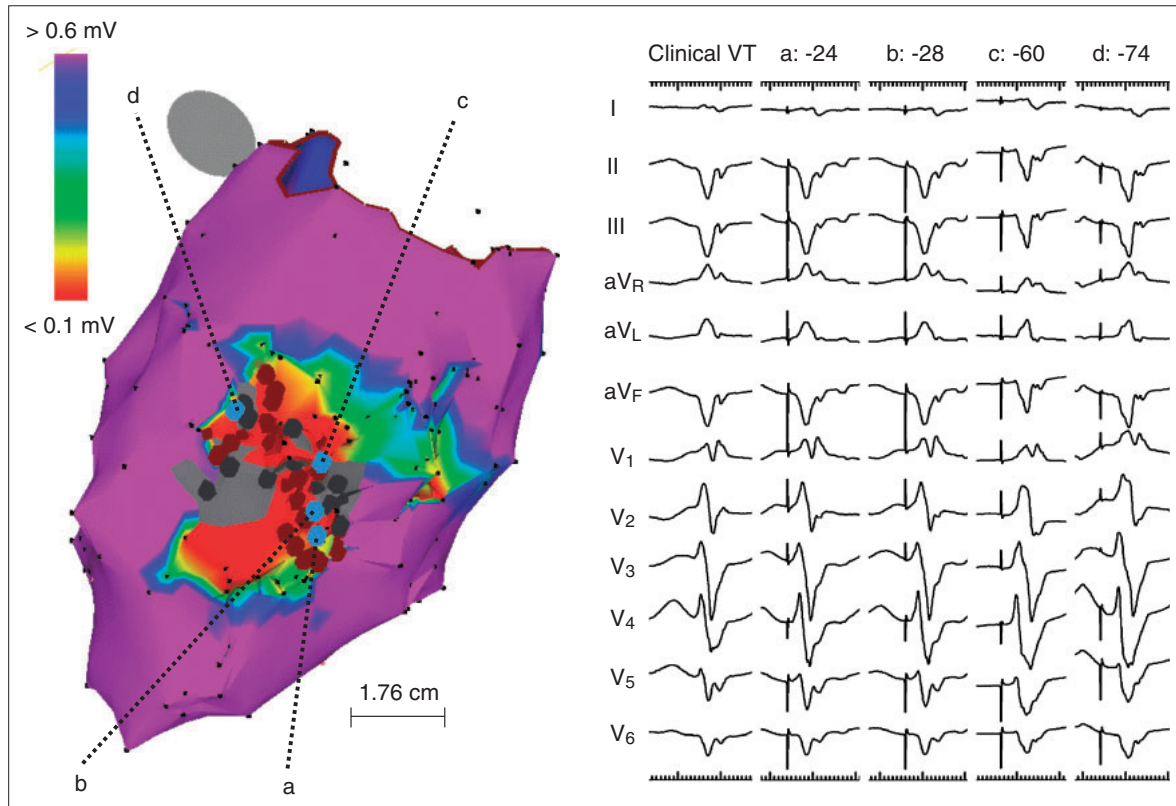 > 0.6 mV
< 0.1 mV
d
c
1.76 cm
b
a
Clinical VT
a: -24
b: -28
c: -60
d: -74
I
II
III
aVR
aVL
aVF
V1
V2
V3
V4
V5
V6